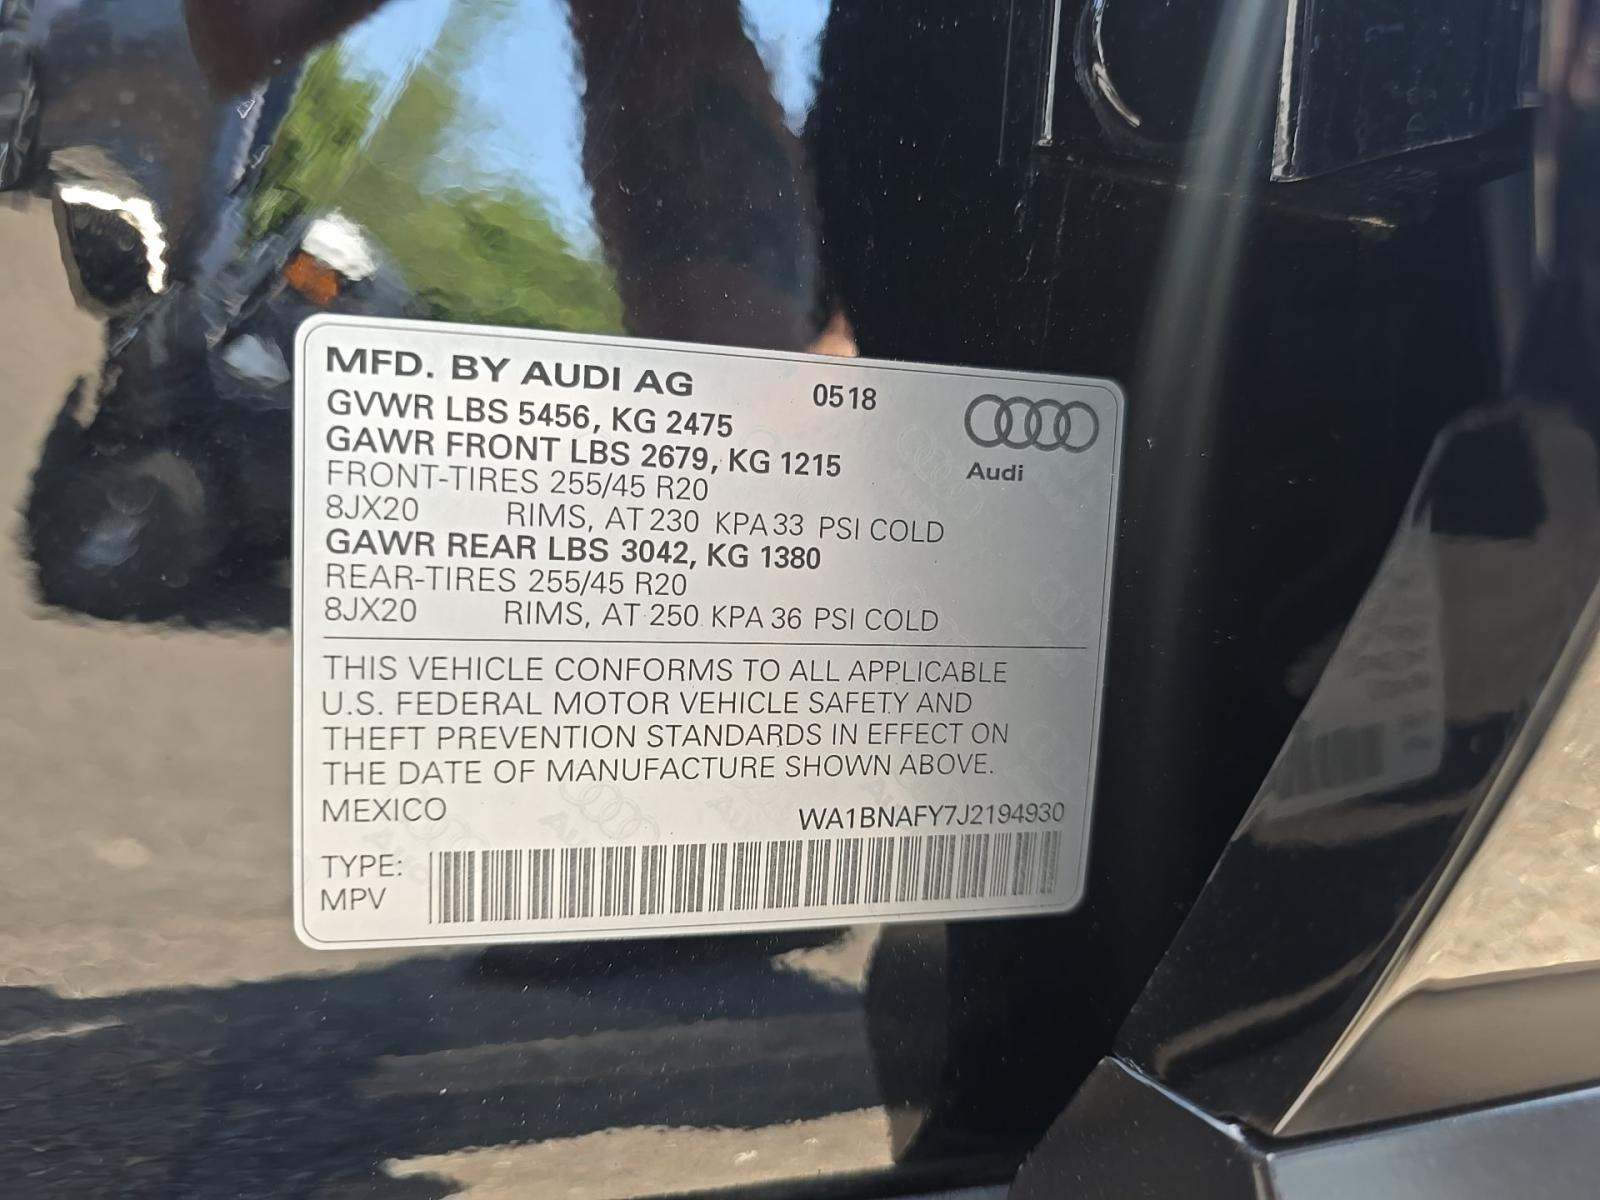 MFD. BY AUDI AG 0518
GVWR LBS 5456, KG 2475
GAWR FRONT LBS 2679, KG 1215
Audi
FRONT-TIRES 255/45 R20
8JX20 RIMS, AT 230 KPA 33 PSI COLD
GAWR REAR LBS 3042, KG 1380
REAR-TIRES 255/45 R20
8JX20 RIMS, AT 250 KPA 36 PSI COLD
THIS VEHICLE CONFORMS TO ALL APPLICABLE
U.S. FEDERAL MOTOR VEHICLE SAFETY AND
THEFT PREVENTION STANDARDS IN EFFECT ON
THE DATE OF MANUFACTURE SHOWN ABOVE.
MEXICO WA1BNAFY7J2194930
TYPE:
MPV